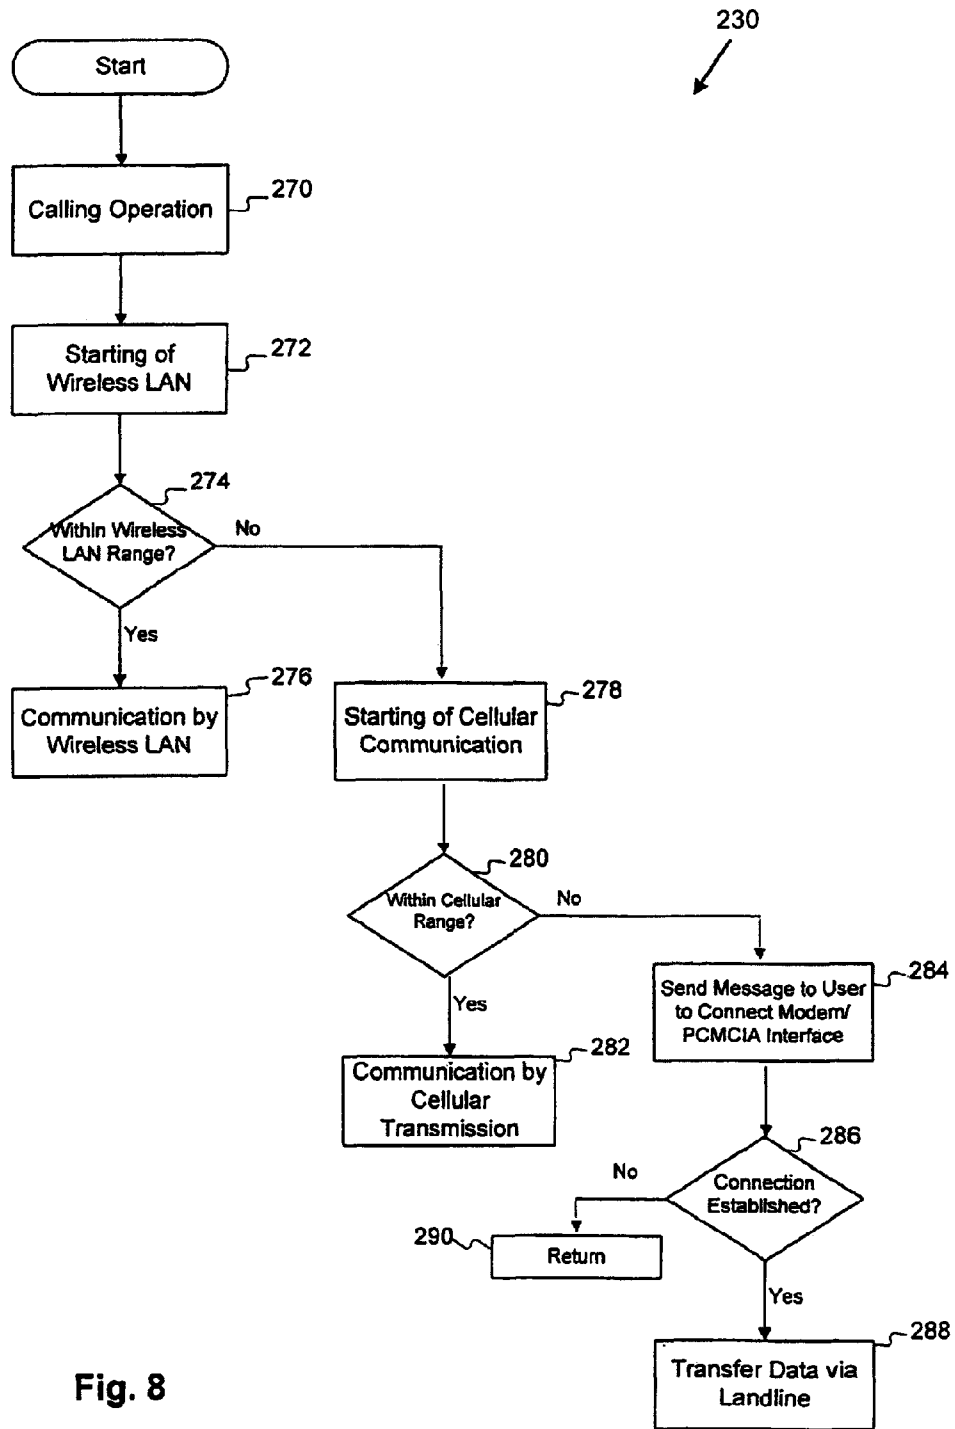 230
Start
Calling Operation
270
Starting of
Wireless LAN
272
274
Within Wireless
LAN Range?
No
Yes
276
Communication by
Wireless LAN
278
Starting of Cellular
Communication
280
Within Cellular
Range?
No
Yes
284
Send Message to User
to Connect Modem/
PCMCIA Interface
282
Communication by
Cellular
Transmission
286
Connection
Established?
No
290
Return
Yes
288
Transfer Data via
Landline
Fig. 8